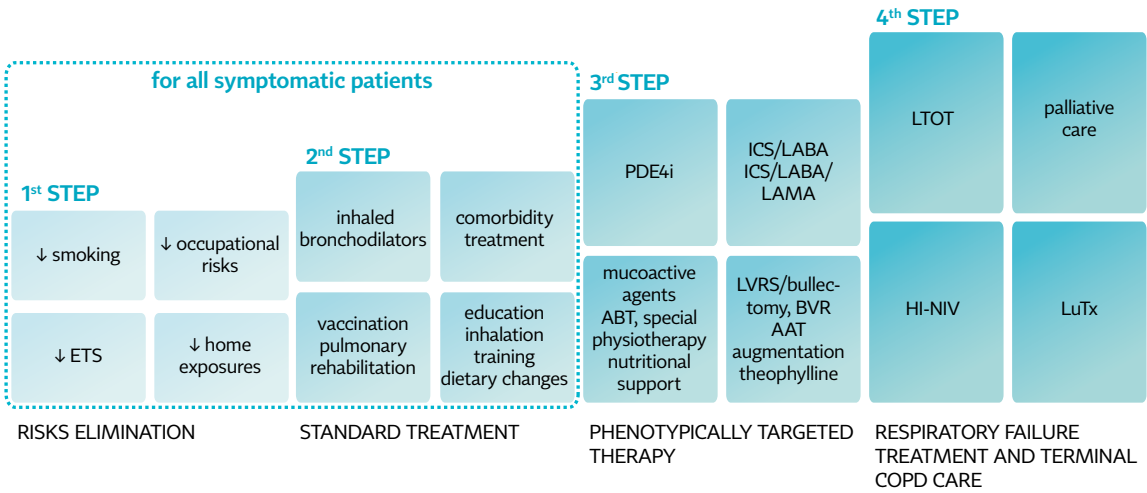 for all symptomatic patients
1st STEP
↓ smoking
↓ occupational
risks
↓ ETS
↓ home
exposures
RISKS ELIMINATION
2nd STEP
inhaled
bronchodilators
comorbidity
treatment
vaccination
pulmonary
rehabilitation
education
inhalation
training
dietary changes
STANDARD TREATMENT
3rd STEP
PDE4i
ICS/LABA
ICS/LABA/
LAMA
mucoactive
agents
ABT, special
physiotherapy
nutritional
support
LVRS/bullec-
tomy, BVR
AAT
augmentation
theophylline
PHENOTYPICALLY TARGETED
THERAPY
4th STEP
LTOT
palliative
care
HI-NIV
LuTx
RESPIRATORY FAILURE
TREATMENT AND TERMINAL
COPD CARE